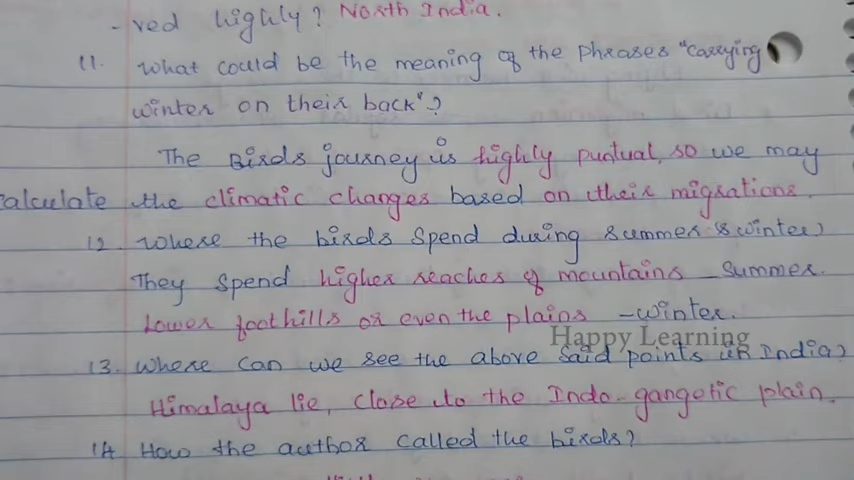 -ved highly? North India.
11. What could be the meaning of the phrases "carrying
winter on their back"?
The Birds journey is highly puctual, so we may
calculate the climatic changes based on their migrations.
12. Where the birds spend during summer & winter?
They spend higher reaches of mountains - summer.
Lower foothills or even the plains - winter.
Happy Learning
13. Where can we see the above said points in India?
Himalaya lie, close to the Indo-gangetic plain.
14 How the author called the birds?